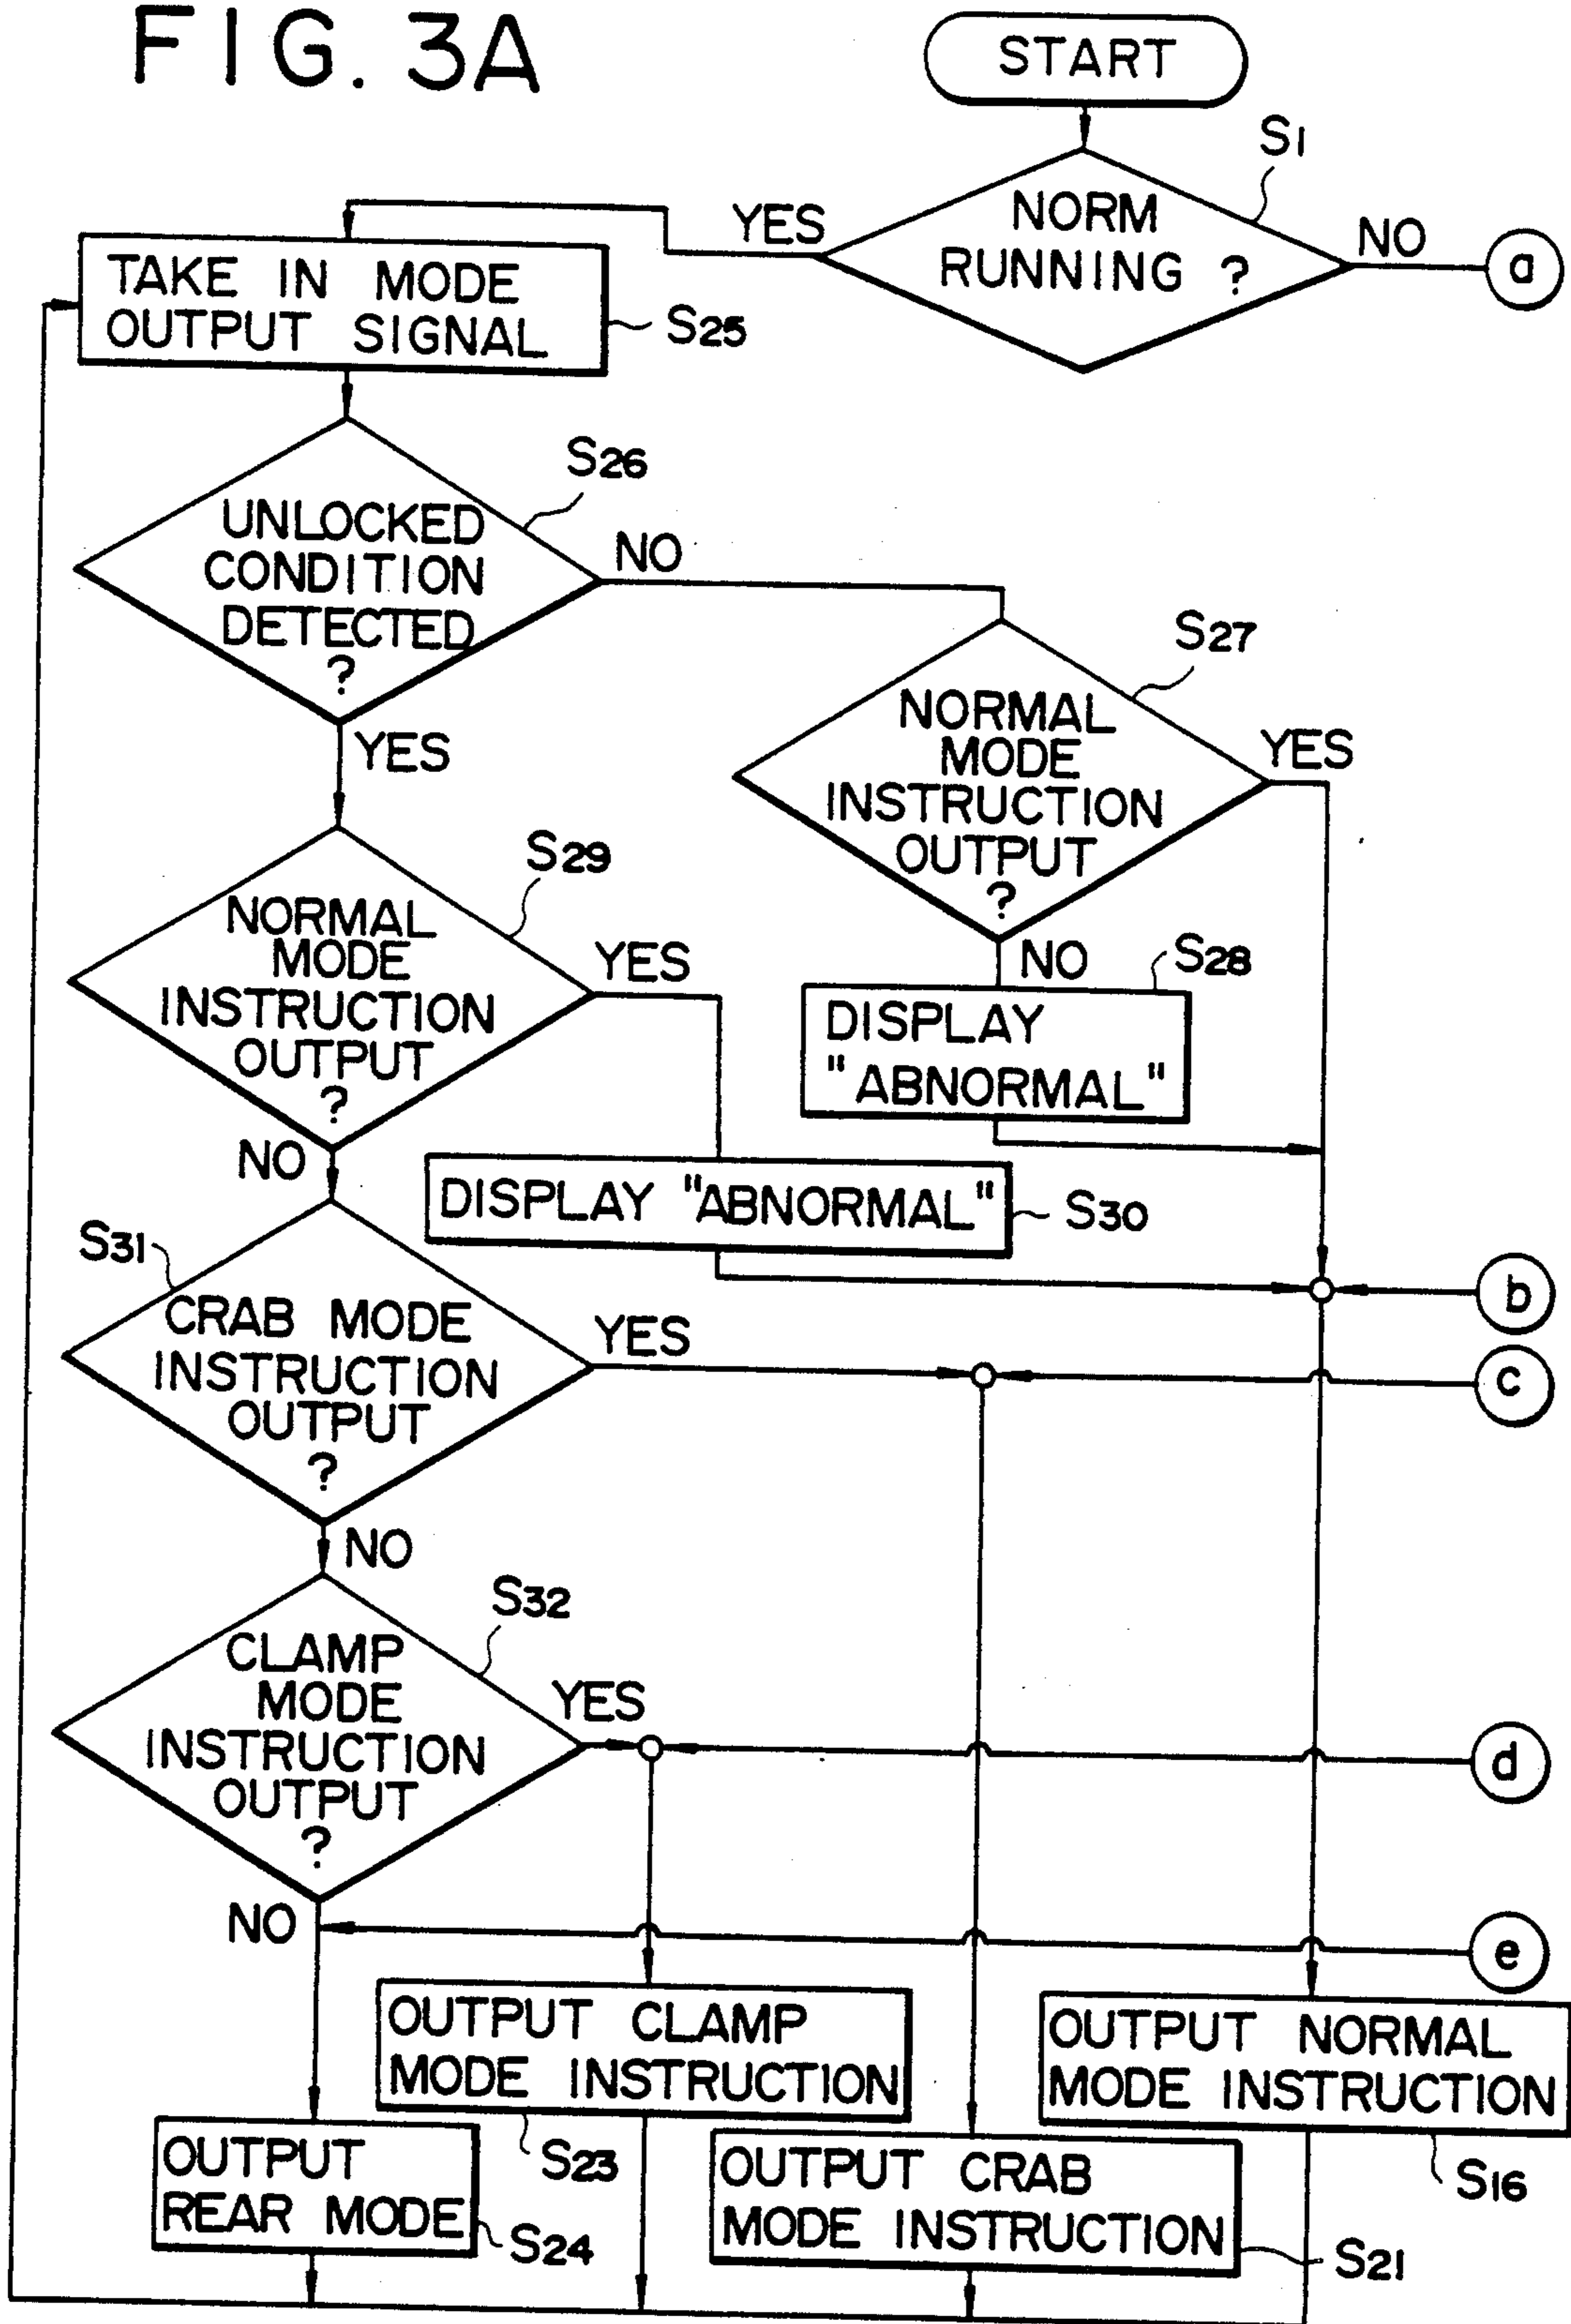 FIG. 3A
START
S1
NORM
RUNNING ?
YES
NO
a
TAKE IN MODE
OUTPUT SIGNAL
S25
S26
UNLOCKED
CONDITION
DETECTED
?
NO
YES
S27
NORMAL
MODE
INSTRUCTION
OUTPUT
?
YES
NO
S28
DISPLAY
"ABNORMAL"
S29
NORMAL
MODE
INSTRUCTION
OUTPUT
?
YES
NO
DISPLAY "ABNORMAL"
S30
b
S31
CRAB MODE
INSTRUCTION
OUTPUT
?
YES
c
NO
S32
CLAMP
MODE
INSTRUCTION
OUTPUT
?
YES
d
NO
e
OUTPUT CLAMP
MODE INSTRUCTION
S23
OUTPUT NORMAL
MODE INSTRUCTION
S16
OUTPUT
REAR MODE
S24
OUTPUT CRAB
MODE INSTRUCTION
S21